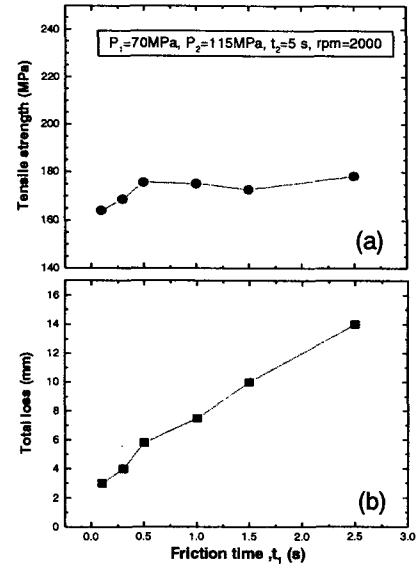 240
220
200
180
160
140
Tensile strength (MPa)
P₁=70MPa, P₂=115MPa, t₂=5 s, rpm=2000
(a)
16
14
12
10
8
6
4
2
0
Total loss (mm)
(b)
0.0 0.5 1.0 1.5 2.0 2.5 3.0
Friction time ,t₁ (s)